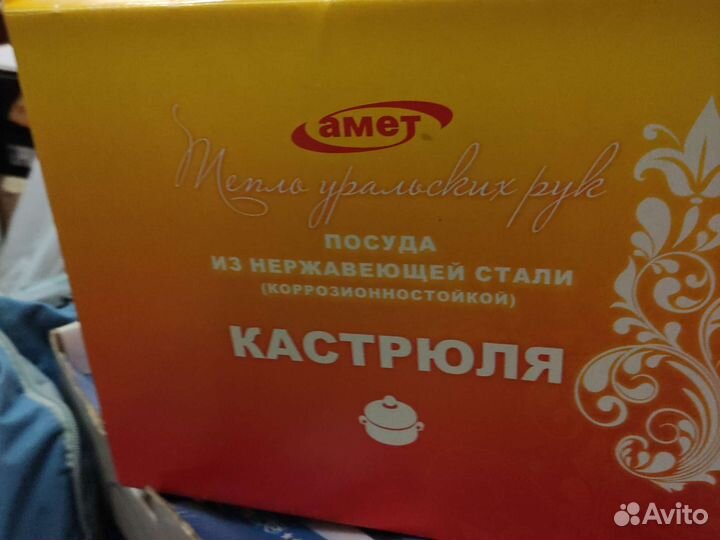 амет
Тепло уральских рук
ПОСУДА
ИЗ НЕРЖАВЕЮЩЕЙ СТАЛИ
(КОРРОЗИОННОСТОЙКОЙ)
КАСТРЮЛЯ
Avito